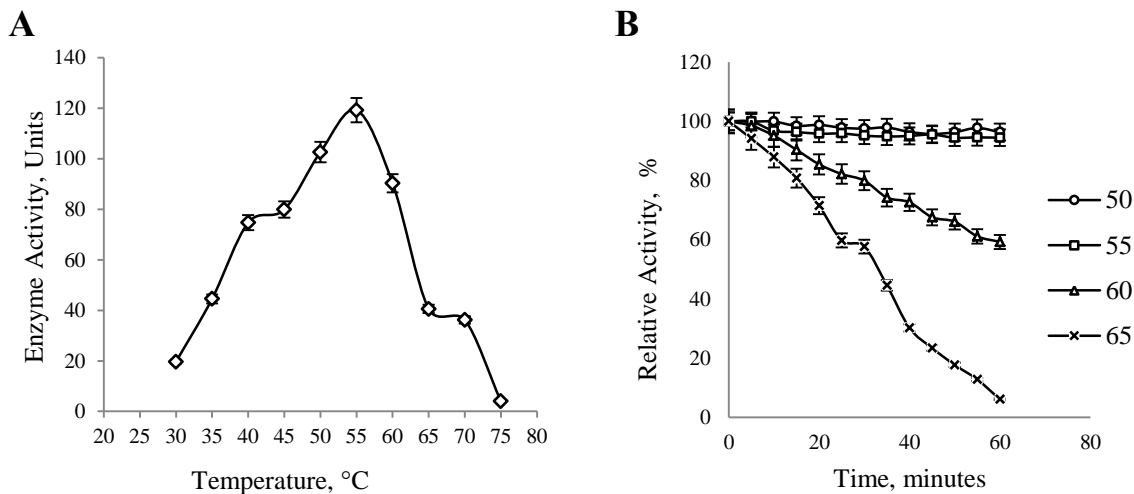 A
Enzyme Activity, Units
140
120
100
80
60
40
20
0
20 25 30 35 40 45 50 55 60 65 70 75 80
Temperature, °C
B
Relative Activity, %
120
100
80
60
40
20
0
0 20 40 60 80
Time, minutes
50
55
60
65